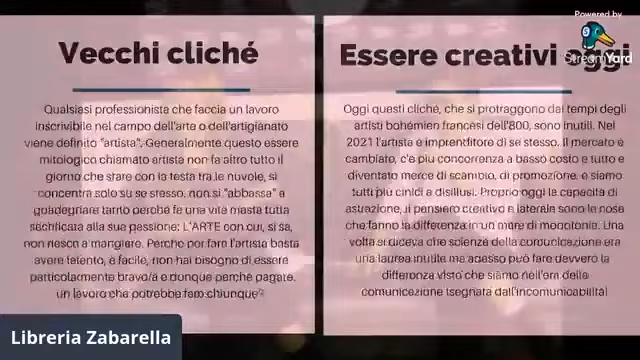 Powered by
StreamYard
Vecchi cliché
Qualsiasi professionista che faccia un lavoro
inscrivibile nel campo dell'arte o dell'artigianato
viene definito "artista". Generalmente questo essere
mitologico chiamato artista non fa altro tutto il
giorno che stare con la testa tra le nuvole, si
concentra solo su se stesso, non si "abbassa" a
guadagnare tanto perché fa una vita mesta tutta
sacrificata alla sua passione: L'ARTE con cui, si sa,
non riesce a mangiare. Perché per fare l'artista basta
avere talento, è facile, non hai bisogno di essere
particolarmente bravo/a e dunque perché pagare
un lavoro che potrebbe fare chiunque?
Essere creativi oggi
Oggi questi cliché, che si protraggono dai tempi degli
artisti bohémien francesi dell'800, sono inutili. Nel
2021 l'artista è imprenditore di se stesso. Il mercato è
cambiato, c'è più concorrenza a basso costo e tutto è
diventato merce di scambio, di promozione, e siamo
tutti più cinici e disillusi. Proprio oggi la capacità di
astrazione, il pensiero creativo e laterale sono le cose
che fanno la differenza in un mare di monotonia. Una
volta si diceva che scienze della comunicazione era
una laurea inutile ma adesso può fare davvero la
differenza visto che siamo nell'era della
comunicazione (segnata dall'incomunicabilità)
Libreria Zabarella